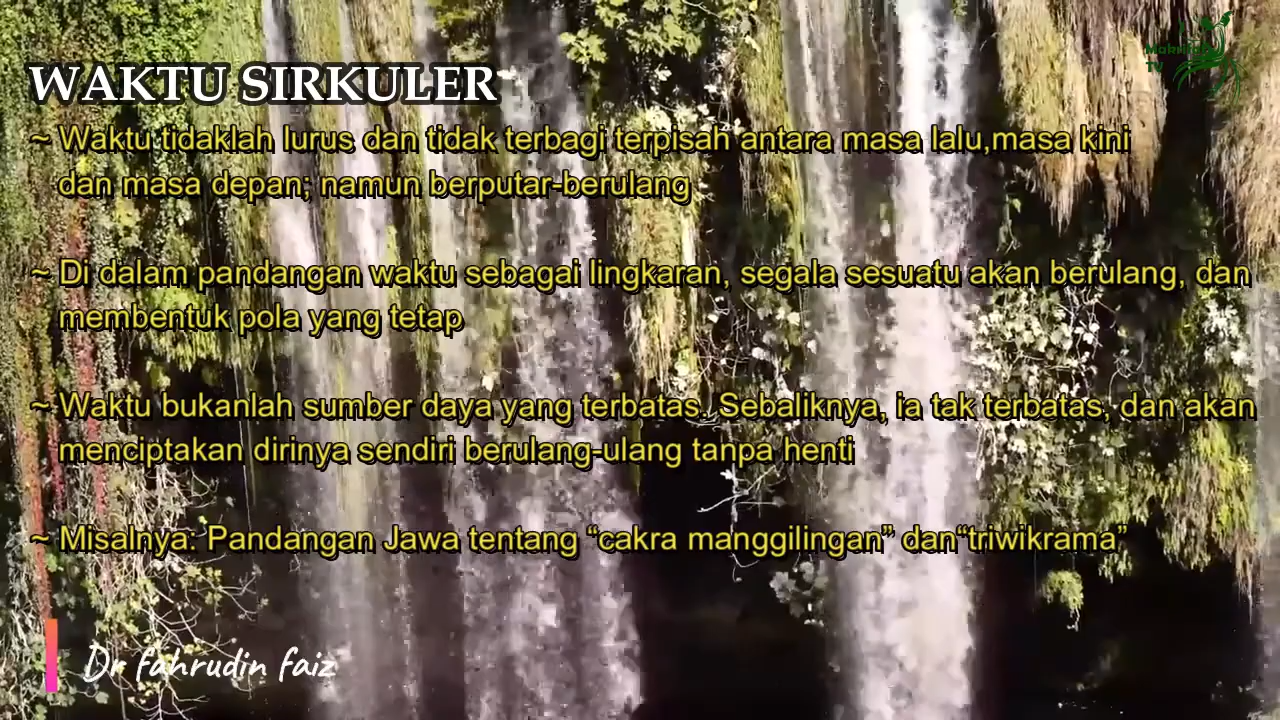 WAKTU SIRKULER
~ Waktu tidaklah lurus dan tidak terbagi terpisah antara masa lalu,masa kini
dan masa depan; namun berputar-berulang
~ Di dalam pandangan waktu sebagai lingkaran, segala sesuatu akan berulang, dan
membentuk pola yang tetap
~ Waktu bukanlah sumber daya yang terbatas. Sebaliknya, ia tak terbatas, dan akan
menciptakan dirinya sendiri berulang-ulang tanpa henti
~ Misalnya: Pandangan Jawa tentang “cakra manggilingan” dan“triwikrama”
Dr fahrudin faiz
TV